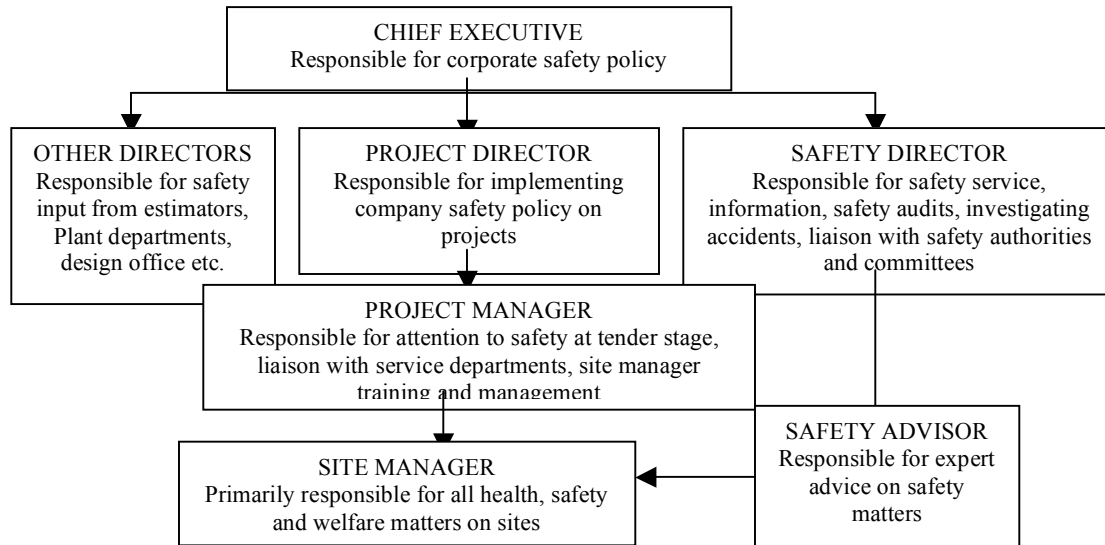 CHIEF EXECUTIVE
Responsible for corporate safety policy
OTHER DIRECTORS
Responsible for safety
input from estimators,
Plant departments,
design office etc.
PROJECT DIRECTOR
Responsible for implementing
company safety policy on
projects
SAFETY DIRECTOR
Responsible for safety service,
information, safety audits, investigating
accidents, liaison with safety authorities
and committees
PROJECT MANAGER
Responsible for attention to safety at tender stage,
liaison with service departments, site manager
training and management
SITE MANAGER
Primarily responsible for all health, safety
and welfare matters on sites
SAFETY ADVISOR
Responsible for expert
advice on safety
matters